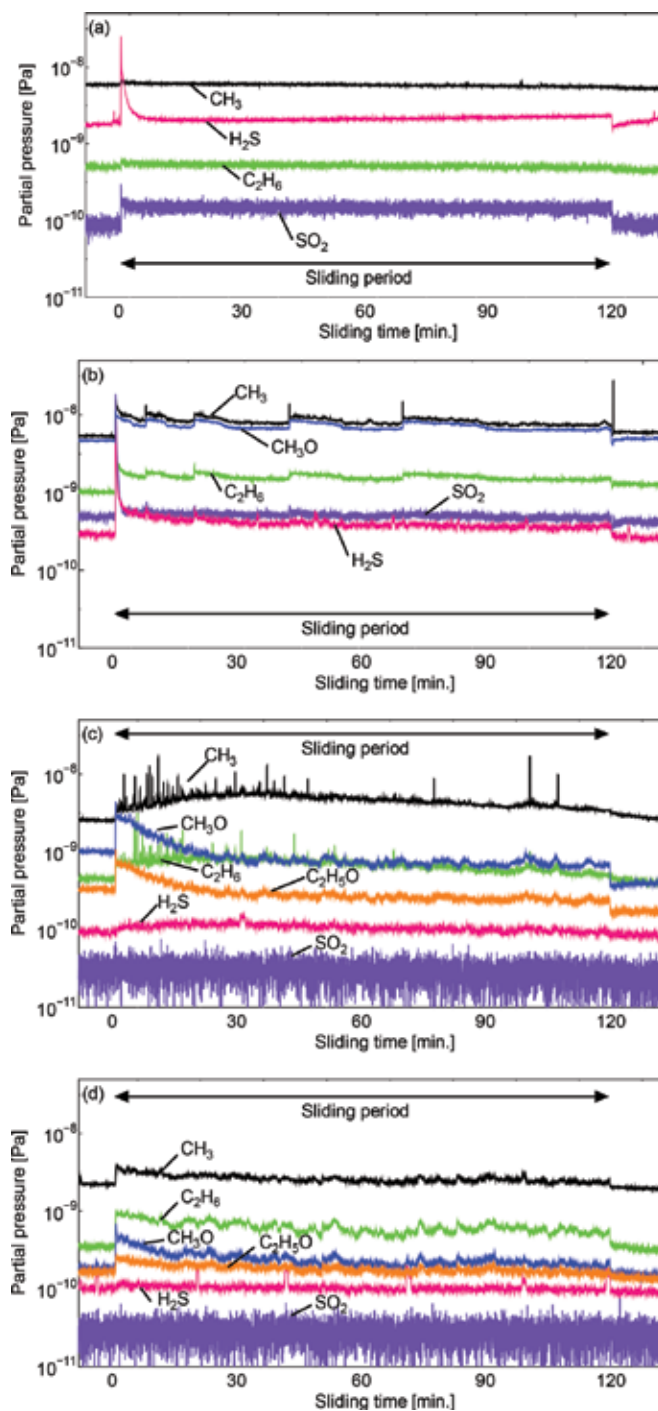 (a)
Partial pressure [Pa]
10⁻⁸
CH₃
H₂S
10⁻⁹
C₂H₆
10⁻¹⁰
SO₂
Sliding period
10⁻¹¹
0 30 60 90 120
Sliding time [min.]
(b)
Partial pressure [Pa]
10⁻⁸
CH₃
CH₃O
C₂H₆
SO₂
10⁻⁹
H₂S
10⁻¹⁰
Sliding period
10⁻¹¹
0 30 60 90 120
Sliding time [min.]
(c)
Sliding period
Partial pressure [Pa]
10⁻⁸
CH₃
CH₃O
10⁻⁹
C₂H₆
C₂H₅O
H₂S
10⁻¹⁰
SO₂
10⁻¹¹
0 30 60 90 120
Sliding time [min.]
(d)
Sliding period
Partial pressure [Pa]
10⁻⁸
CH₃
C₂H₆
10⁻⁹
CH₃O
C₂H₅O
10⁻¹⁰
H₂S
SO₂
10⁻¹¹
0 30 60 90 120
Sliding time [min.]